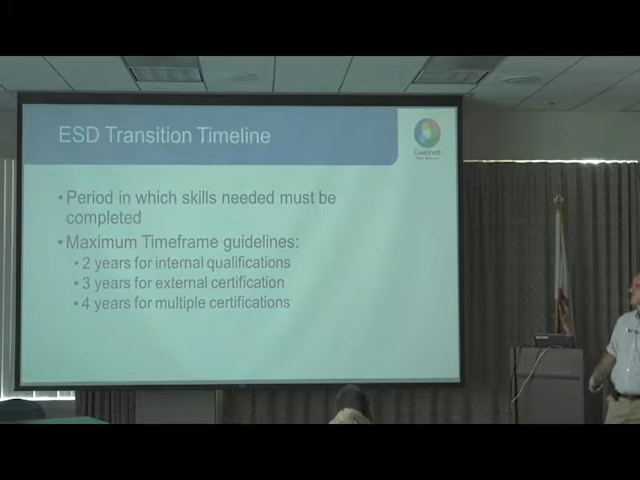 ESD Transition Timeline
Gwinnett
• Period in which skills needed must be
completed
• Maximum Timeframe guidelines:
• 2 years for internal qualifications
• 3 years for external certification
• 4 years for multiple certifications